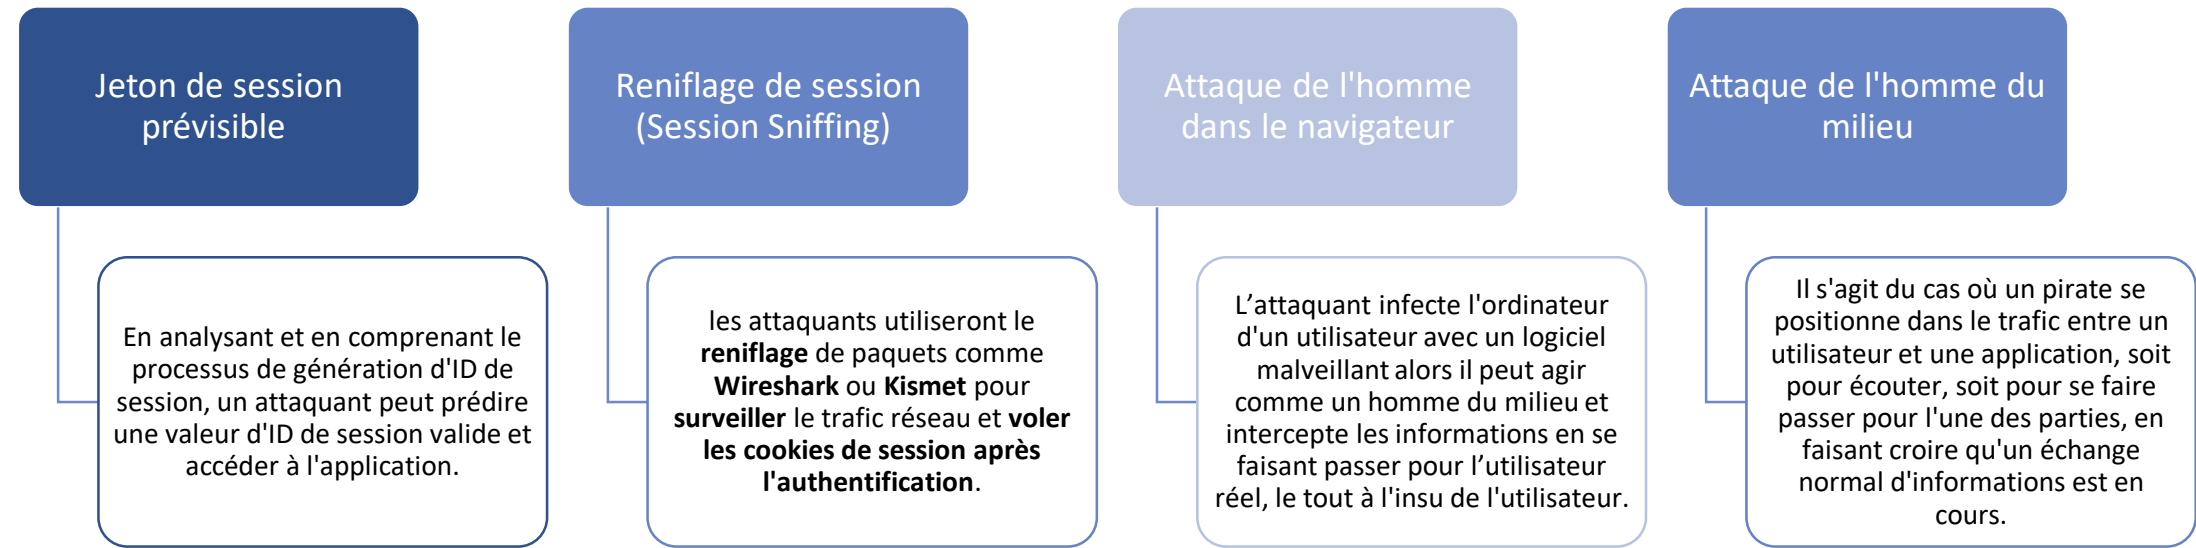 Jeton de session
prévisible
En analysant et en comprenant le
processus de génération d'ID de
session, un attaquant peut prédire
une valeur d'ID de session valide et
accéder à l'application.
Reniflage de session
(Session Sniffing)
les attaquants utiliseront le
reniflage de paquets comme
Wireshark ou Kismet pour
surveiller le trafic réseau et voler
les cookies de session après
l'authentification.
Attaque de l'homme
dans le navigateur
L’attaquant infecte l'ordinateur
d'un utilisateur avec un logiciel
malveillant alors il peut agir
comme un homme du milieu et
intercepte les informations en se
faisant passer pour l’utilisateur
réel, le tout à l'insu de l'utilisateur.
Attaque de l'homme du
milieu
Il s'agit du cas où un pirate se
positionne dans le trafic entre un
utilisateur et une application, soit
pour écouter, soit pour se faire
passer pour l'une des parties, en
faisant croire qu'un échange
normal d'informations est en
cours.